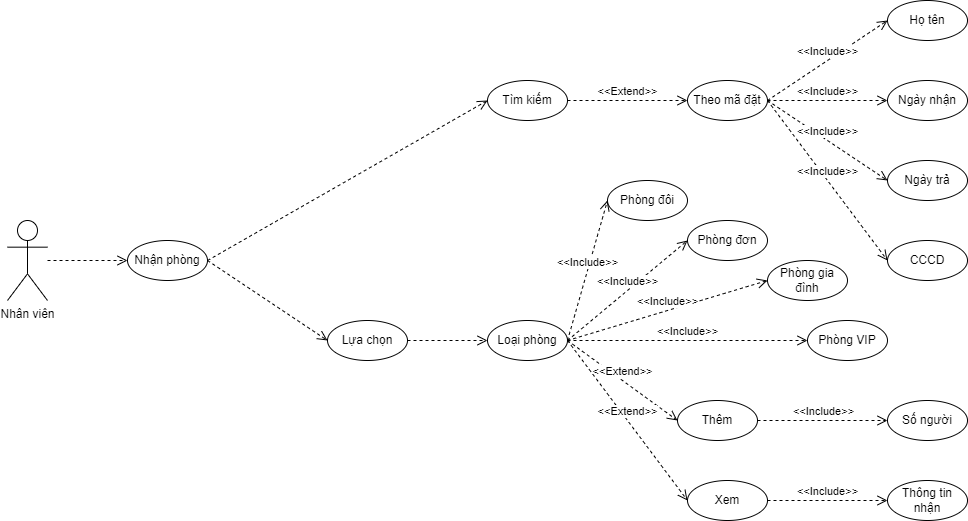 Họ tên
<<Include>>
Tìm kiếm
<<Extend>>
Theo mã đặt
<<Include>>
Ngày nhận
<<Include>>
<<Include>>
Ngày trả
Phòng đôi
Phòng đơn
Nhận phòng
<<Include>>
CCCD
<<Include>>
Phòng gia
đình
<<Include>>
Nhân viên
Lựa chọn
Loại phòng
<<Include>>
Phòng VIP
<<Extend>>
<<Extend>>
Thêm
<<Include>>
Số người
Xem
<<Include>>
Thông tin
nhận